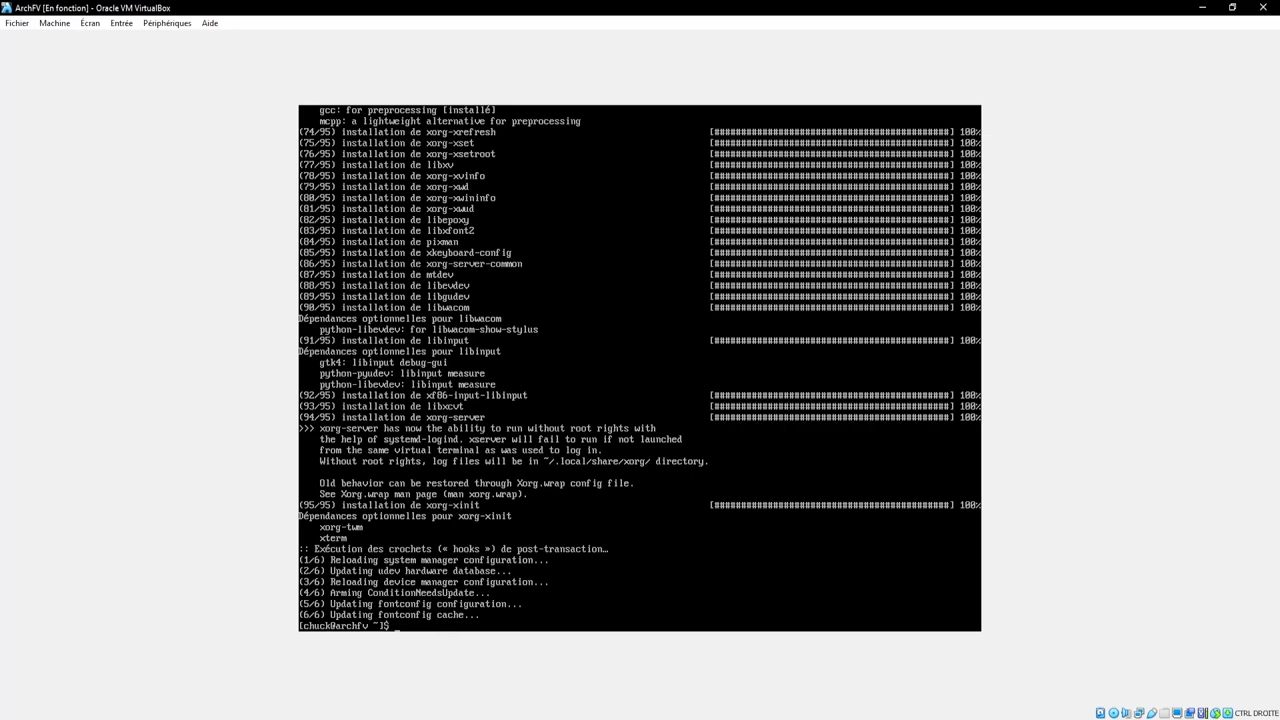 ArchFV [En fonction] - Oracle VM VirtualBox
Fichier Machine Écran Entrée Périphériques Aide
gcc: for preprocessing [installé]
mcpp: a lightweight alternative for preprocessing
(74/95) installation de xorg-xrefresh [####################################] 100%
(75/95) installation de xorg-xset [####################################] 100%
(76/95) installation de xorg-xsetroot [####################################] 100%
(77/95) installation de libxv [####################################] 100%
(78/95) installation de xorg-xvinfo [####################################] 100%
(79/95) installation de xorg-xwd [####################################] 100%
(80/95) installation de xorg-xwininfo [####################################] 100%
(81/95) installation de xorg-xwud [####################################] 100%
(82/95) installation de libepoxy [####################################] 100%
(83/95) installation de libxfont2 [####################################] 100%
(84/95) installation de pixman [####################################] 100%
(85/95) installation de xkeyboard-config [####################################] 100%
(86/95) installation de xorg-server-common [####################################] 100%
(87/95) installation de mtdev [####################################] 100%
(88/95) installation de libevdev [####################################] 100%
(89/95) installation de libgudev [####################################] 100%
(90/95) installation de libwacom [####################################] 100%
Dépendances optionnelles pour libwacom
python-libevdev: for libwacom-show-stylus
(91/95) installation de libinput [####################################] 100%
Dépendances optionnelles pour libinput
gtk4: libinput debug-gui
python-pyudev: libinput measure
python-libevdev: libinput measure
(92/95) installation de xf86-input-libinput [####################################] 100%
(93/95) installation de libxcvt [####################################] 100%
(94/95) installation de xorg-server [####################################] 100%
>>> xorg-server has now the ability to run without root rights with
the help of systemd-logind. xserver will fail to run if not launched
from the same virtual terminal as was used to log in.
Without root rights, log files will be in ~/.local/share/xorg/ directory.
Old behavior can be restored through Xorg.wrap config file.
See Xorg.wrap man page (man xorg.wrap).
(95/95) installation de xorg-xinit [####################################] 100%
Dépendances optionnelles pour xorg-xinit
xorg-twm
xterm
:: Exécution des crochets (« hooks ») de post-transaction…
(1/6) Reloading system manager configuration...
(2/6) Updating udev hardware database...
(3/6) Reloading device manager configuration...
(4/6) Arming ConditionNeedsUpdate...
(5/6) Updating fontconfig configuration...
(6/6) Updating fontconfig cache...
[chuck@archfv ~]$ _
CTRL DROITE